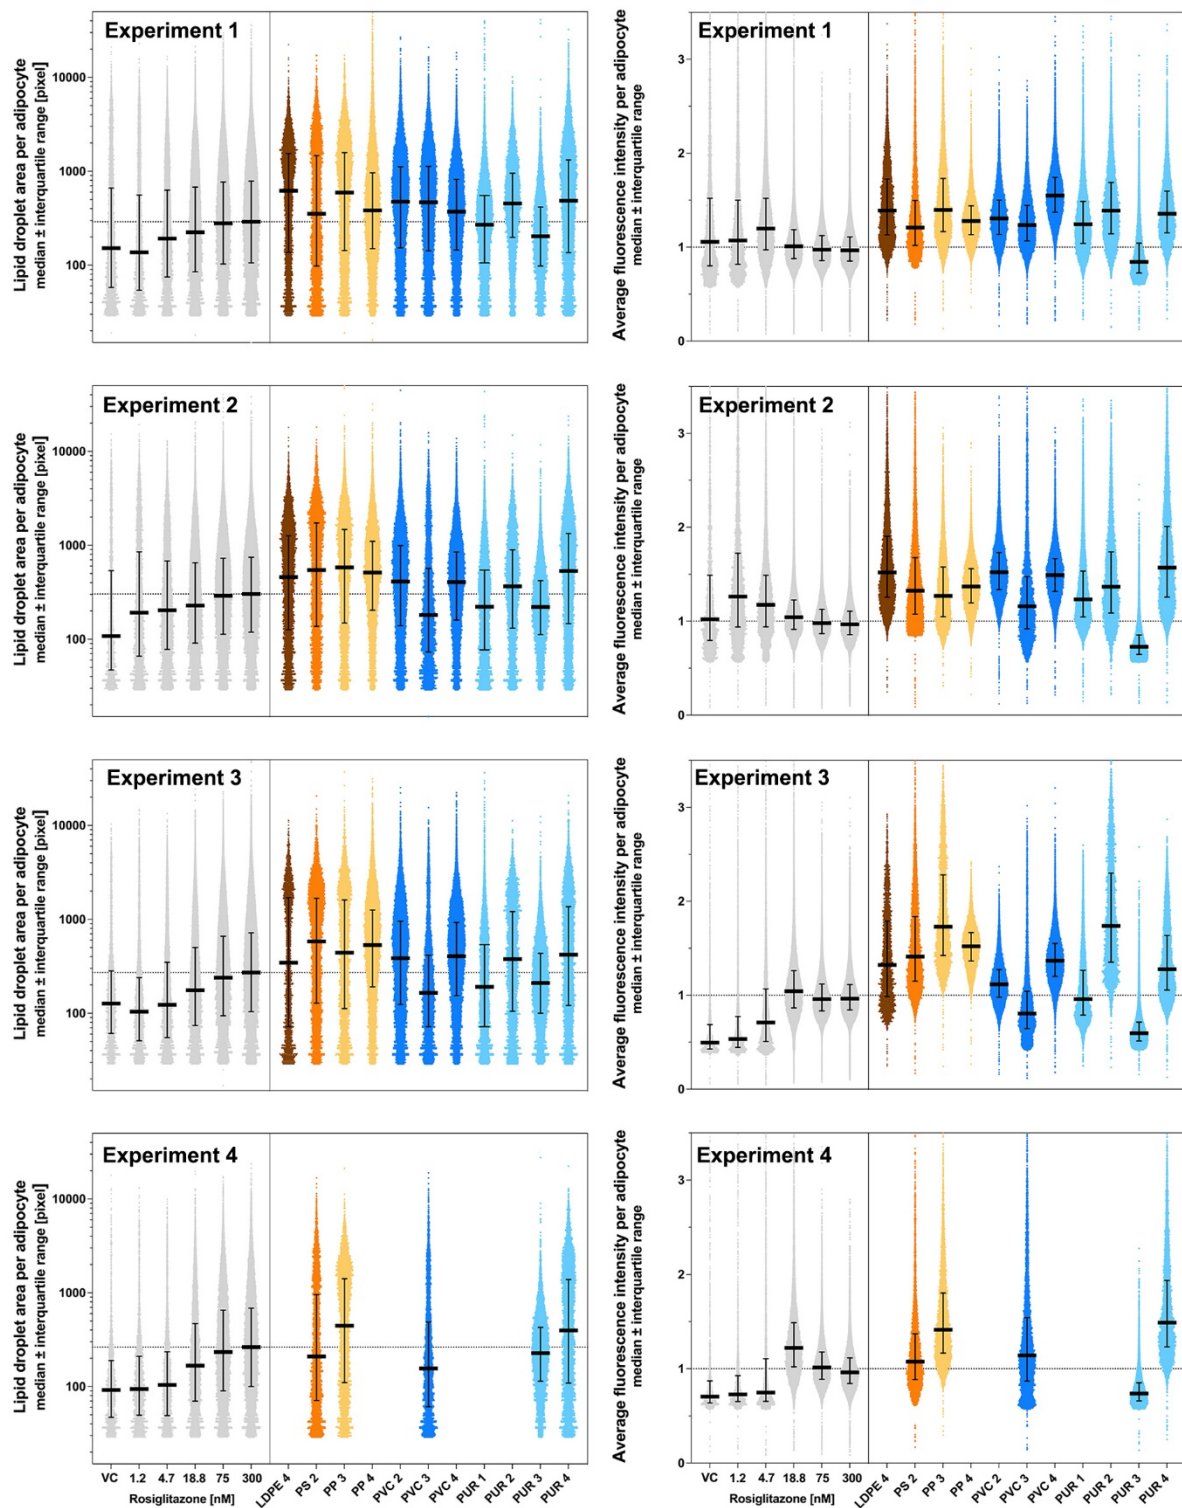 Experiment 1
Lipid droplet area per adipocyte
median ± interquartile range [pixel]
10000
1000
100
Experiment 1
Average fluorescence intensity per adipocyte
median ± interquartile range
3
2
1
0
Experiment 2
Lipid droplet area per adipocyte
median ± interquartile range [pixel]
10000
1000
100
Experiment 2
Average fluorescence intensity per adipocyte
median ± interquartile range
3
2
1
0
Experiment 3
Lipid droplet area per adipocyte
median ± interquartile range [pixel]
10000
1000
100
Experiment 3
Average fluorescence intensity per adipocyte
median ± interquartile range
3
2
1
0
Experiment 4
Lipid droplet area per adipocyte
median ± interquartile range [pixel]
10000
1000
100
VC 1.2 4.7 18.8 75 300
Rosiglitazone [nM]
LDPE 4 PS 2 PP 3 PP 4 PVC 2 PVC 3 PVC 4 PUR 1 PUR 2 PUR 3 PUR 4
Experiment 4
Average fluorescence intensity per adipocyte
median ± interquartile range
3
2
1
0
VC 1.2 4.7 18.8 75 300
Rosiglitazone [nM]
LDPE 4 PS 2 PP 3 PP 4 PVC 2 PVC 3 PVC 4 PUR 1 PUR 2 PUR 3 PUR 4